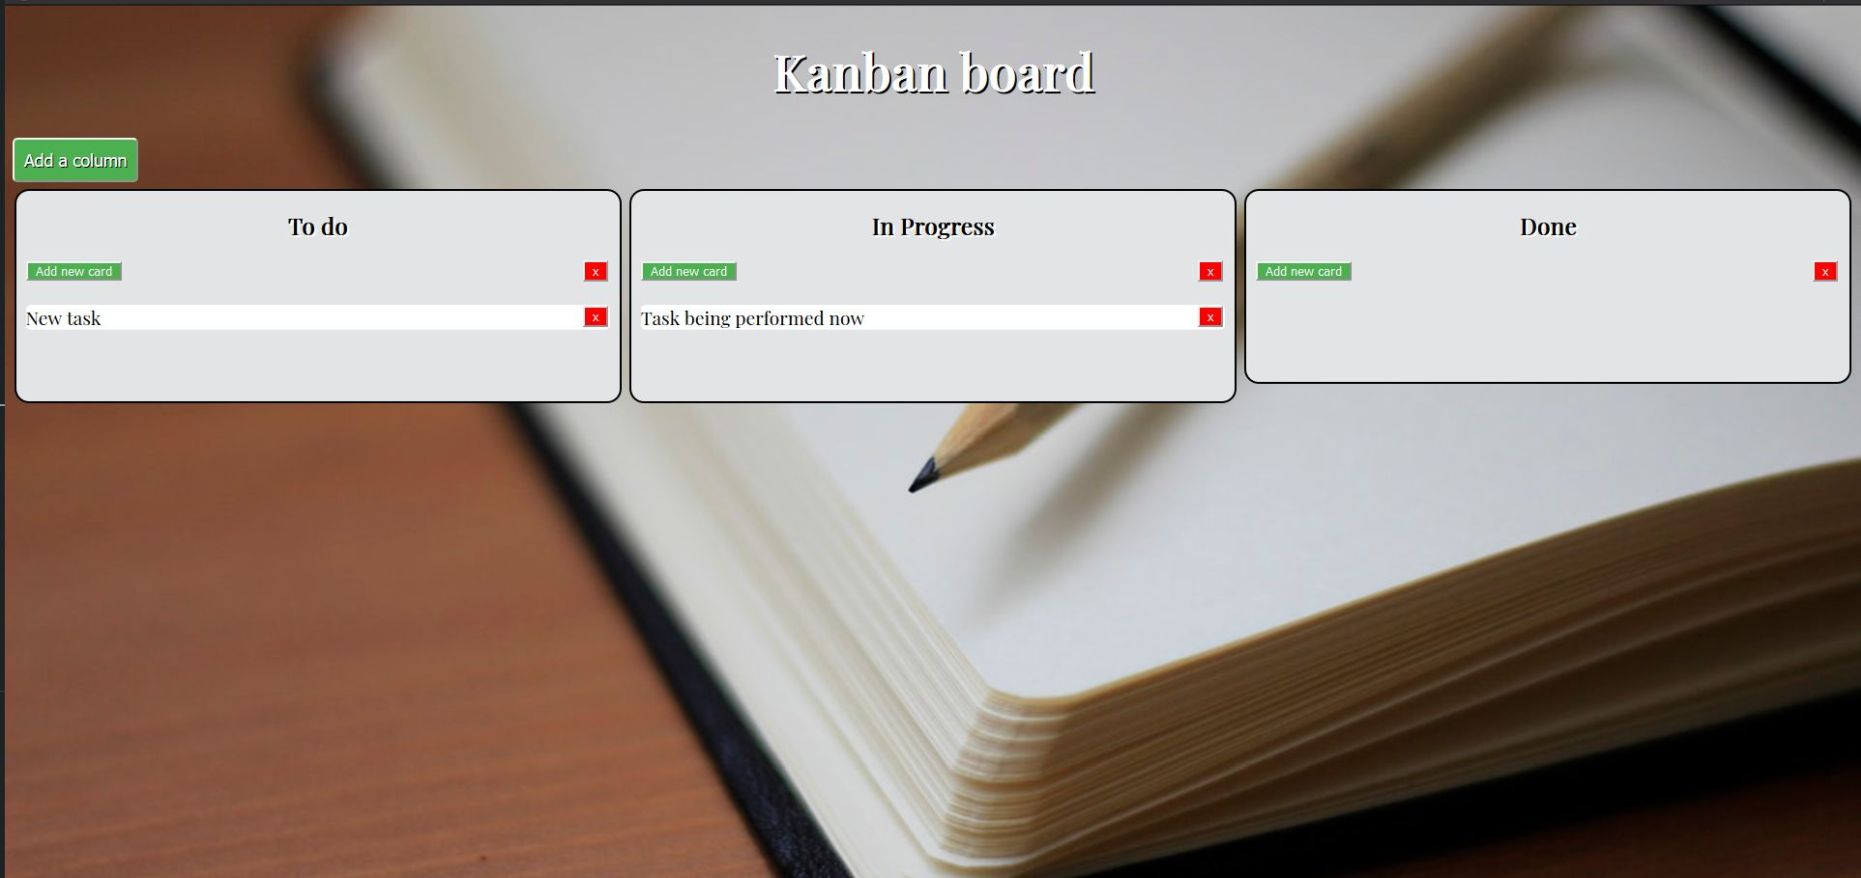 Kanban board
Add a column
To do
Add new card
x
New task
x
In Progress
Add new card
x
Task being performed now
x
Done
Add new card
x